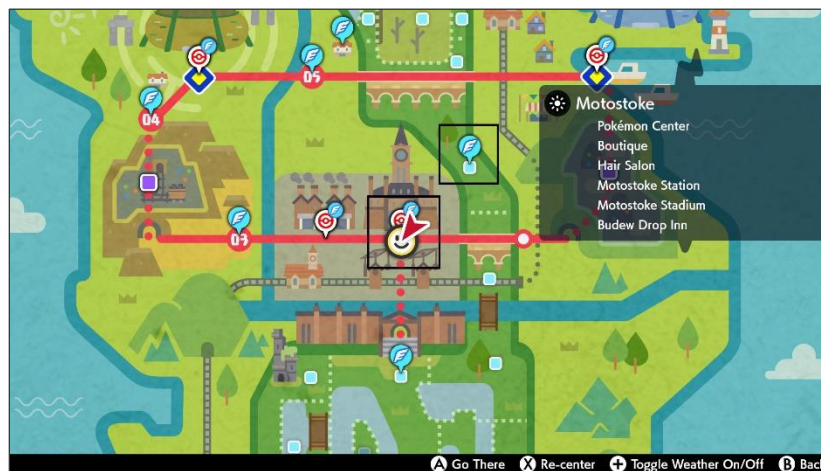 05
04
Motostoke
Pokémon Center
Boutique
Hair Salon
Motostoke Station
Motostoke Stadium
Budew Drop Inn
03
A Go There X Re-center + Toggle Weather On/Off B Back